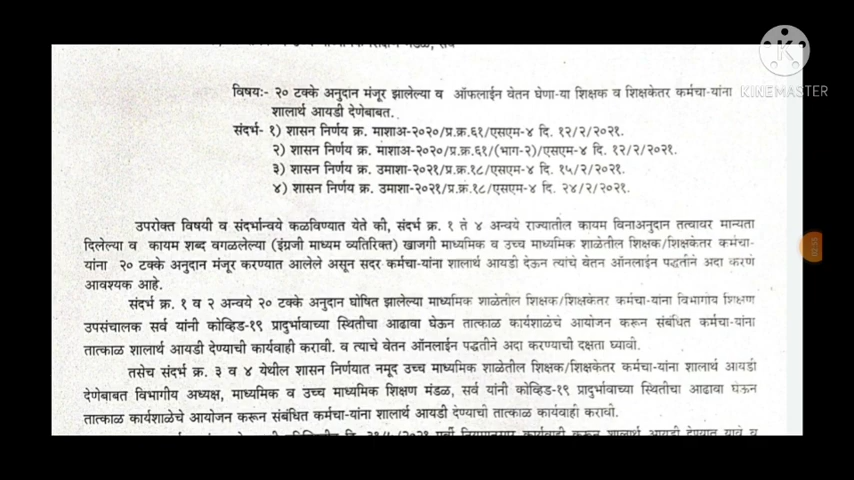 विषयः- २० टक्के अनुदान मंजूर झालेल्या व ऑफलाईन वेतन घेणा-या शिक्षक व शिक्षकेतर कर्मचा-यांना
शालार्थ आयडी देणेबाबत.
संदर्भ- १) शासन निर्णय क्र. माशाअ-२०२०/प्र.क्र.६१/एसएम-४ दि. १२/२/२०२१.
२) शासन निर्णय क्र. माशाअ-२०२०/प्र.क्र.६१/(भाग-२)/एसएम-४ दि. १२/२/२०२१.
३) शासन निर्णय क्र. उमाशा-२०२१/प्र.क्र.१८/एसएम-४ दि. १५/२/२०२१.
४) शासन निर्णय क्र. उमाशा-२०२१/प्र.क्रं.१८/एसएम-४ दि. २४/२/२०२१.
उपरोक्त विषयी व संदर्भान्वये कळविण्यात येते की, संदर्भ क्र. १ ते ४ अन्वये राज्यातील कायम विनाअनुदान तत्वावर मान्यता
दिलेल्या व कायम शब्द वगळलेल्या (इंग्रजी माध्यम व्यतिरिक्त) खाजगी माध्यमिक व उच्च माध्यमिक शाळेतील शिक्षक/शिक्षकेतर कर्मचा-
यांना २० टक्के अनुदान मंजूर करण्यात आलेले असून सदर कर्मचा-यांना शालार्थ आयडी देऊन त्यांचे वेतन ऑनलाईन पद्धतीने अदा करणे
आवश्यक आहे.
संदर्भ क्र. १ व २ अन्वये २० टक्के अनुदान घोषित झालेल्या माध्यमिक शाळेतील शिक्षक/शिक्षकेतर कर्मचा-यांना विभागीय शिक्षण
उपसंचालक सर्व यांनी कोव्हिड-१९ प्रादुर्भावाच्या स्थितीचा आढावा घेऊन तात्काळ कार्यशाळेचे आयोजन करून संबंधित कर्मचा-यांना
तात्काळ शालार्थ आयडी देण्याची कार्यवाही करावी. व त्याचे वेतन ऑनलाईन पद्धतीने अदा करण्याची दक्षता घ्यावी.
तसेच संदर्भ क्र. ३ व ४ येथील शासन निर्णयात नमूद उच्च माध्यमिक शाळेतील शिक्षक/शिक्षकेतर कर्मचा-यांना शालार्थ आयडी
देणेबाबत विभागीय अध्यक्ष, माध्यमिक व उच्च माध्यमिक शिक्षण मंडळ, सर्व यांनी कोव्हिड-१९ प्रादुर्भावाच्या स्थितीचा आढावा घेऊन
तात्काळ कार्यशाळेचे आयोजन करून संबंधित कर्मचा-यांना शालार्थ आयडी देण्याची तात्काळ कार्यवाही करावी.
KINEMASTER